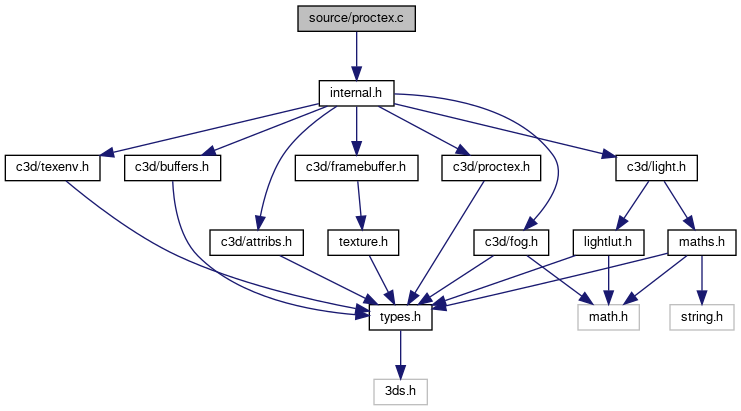 source/proctex.c
internal.h
c3d/texenv.h
c3d/buffers.h
c3d/framebuffer.h
c3d/proctex.h
c3d/light.h
c3d/attribs.h
texture.h
c3d/fog.h
lightlut.h
maths.h
types.h
math.h
string.h
3ds.h